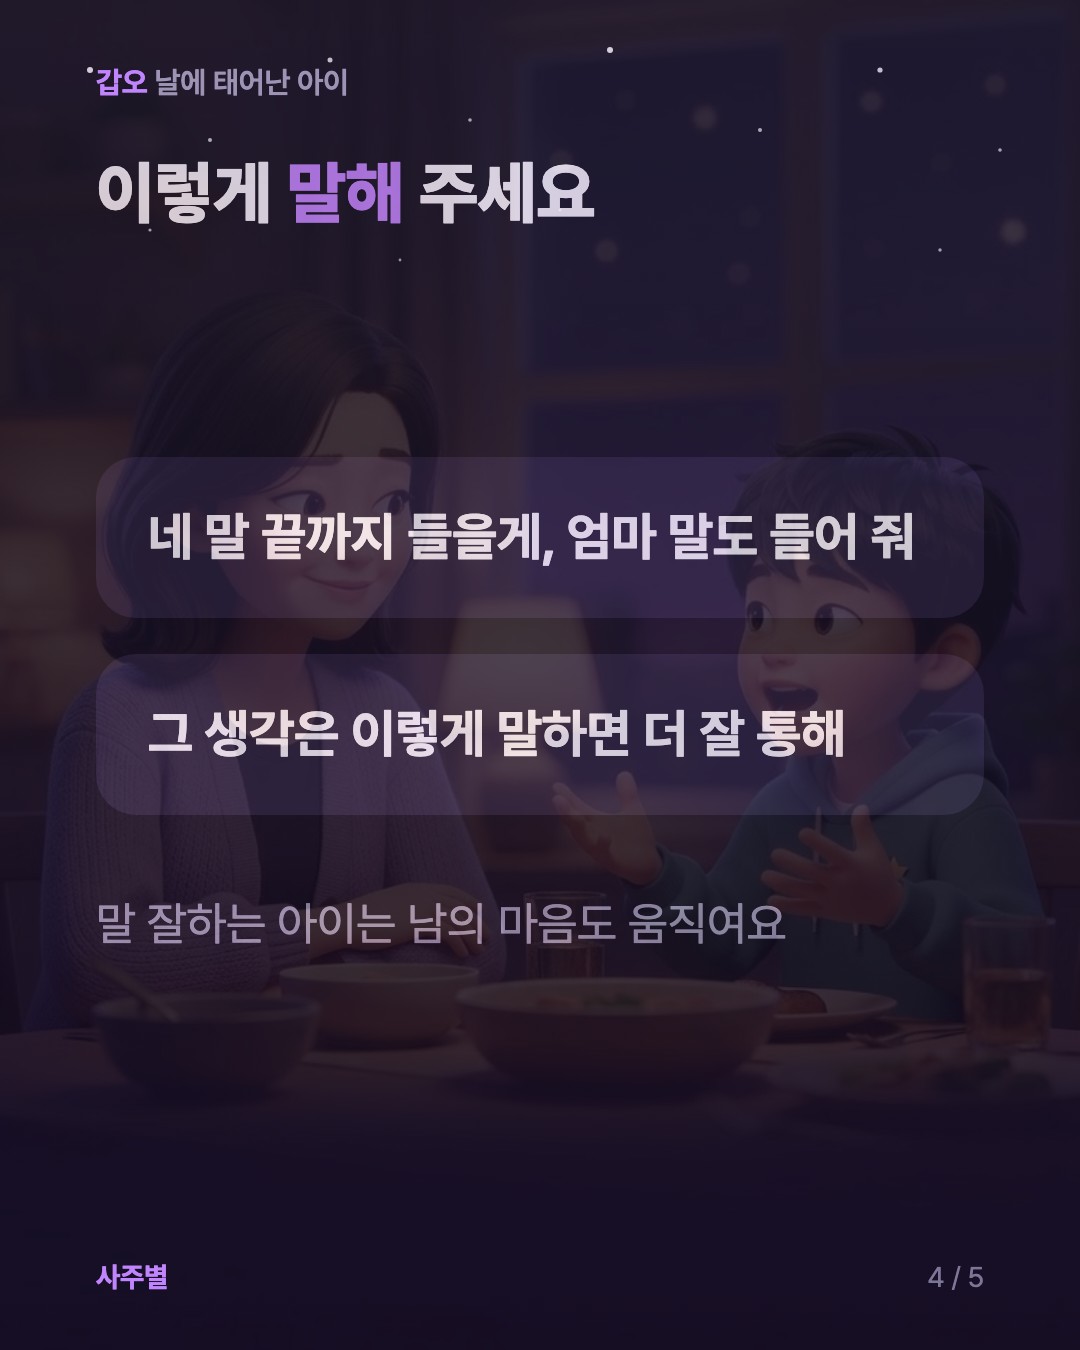 갑오 날에 태어난 아이
이렇게 말해 주세요
네 말 끝까지 들을게, 엄마 말도 들어 줘
그 생각은 이렇게 말하면 더 잘 통해
말 잘하는 아이는 남의 마음도 움직여요
사주별
4 / 5